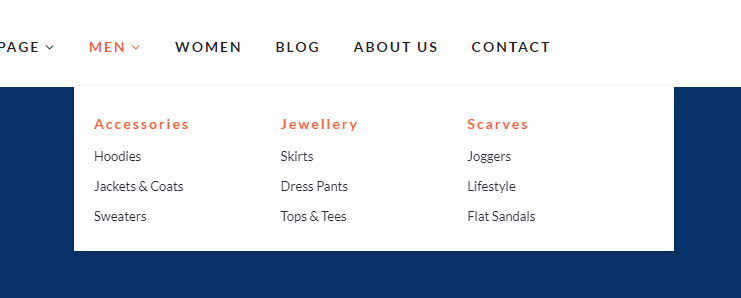 PAGE MEN WOMEN BLOG ABOUT US CONTACT
Accessories Jewellery Scarves
Hoodies Skirts Joggers
Jackets & Coats Dress Pants Lifestyle
Sweaters Tops & Tees Flat Sandals